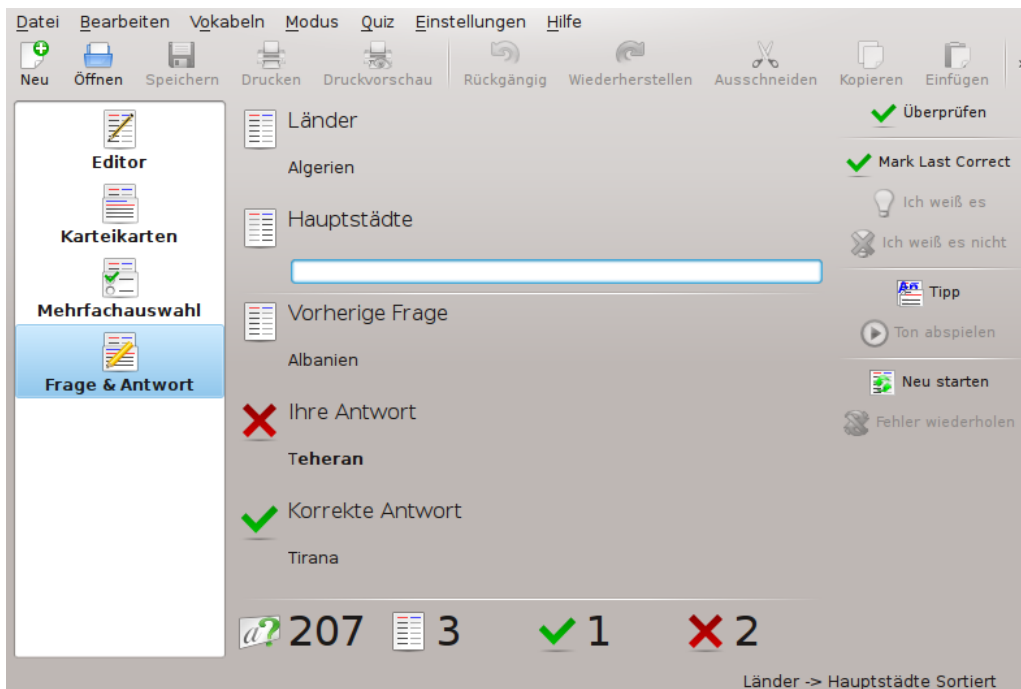 Datei Bearbeiten Vokabeln Modus Quiz Einstellungen Hilfe
Neu Öffnen Speichern Drucken Druckvorschau Rückgängig Wiederherstellen Ausschneiden Kopieren Einfügen
Editor
Karteikarten
Mehrfachauswahl
Frage & Antwort
Länder
Algerien
Hauptstädte
Vorherige Frage
Albanien
Ihre Antwort
Teheran
Korrekte Antwort
Tirana
207 3 1 2
Überprüfen
Mark Last Correct
Ich weiß es
Ich weiß es nicht
Tipp
Ton abspielen
Neu starten
Fehler wiederholen
Länder -> Hauptstädte Sortiert